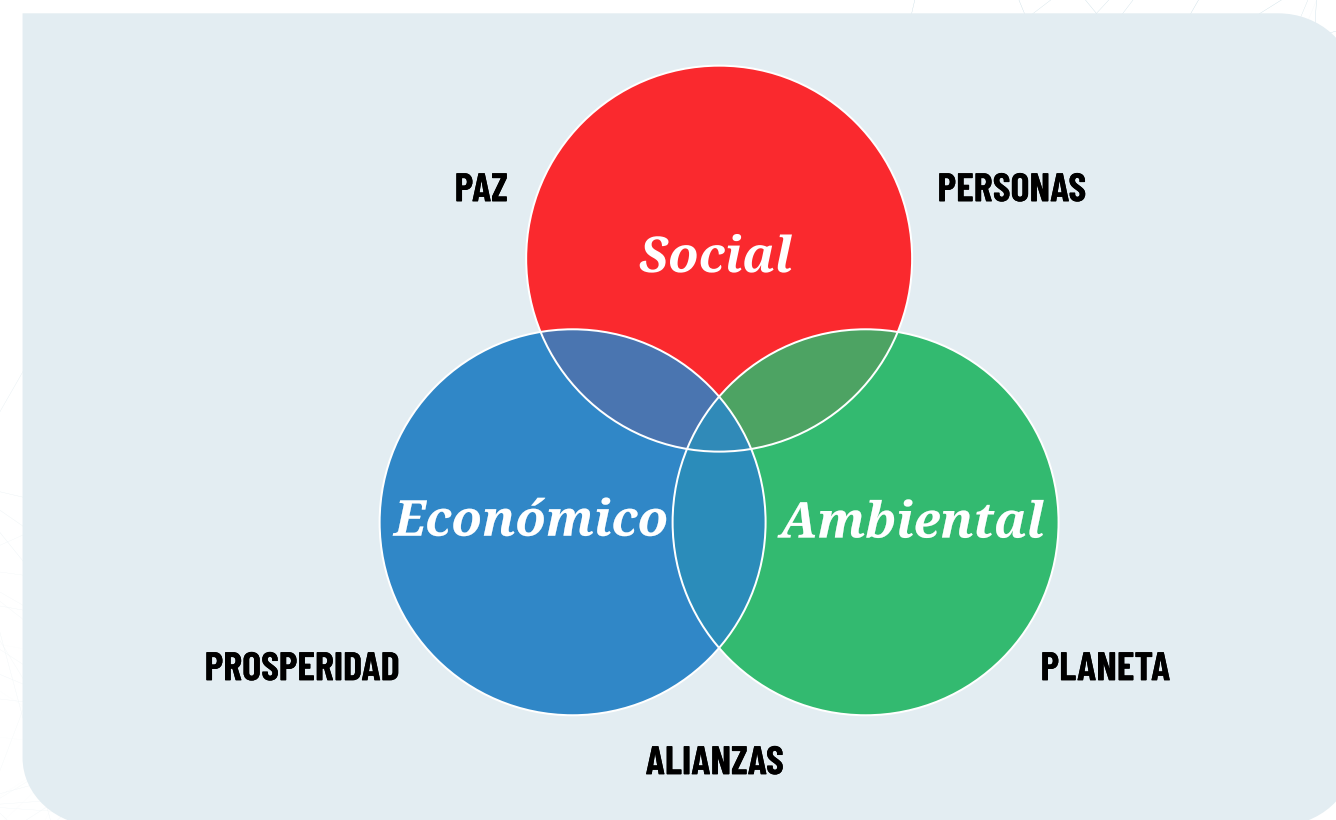 PAZ
PERSONAS
Social
Económico
Ambiental
PROSPERIDAD
PLANETA
ALIANZAS